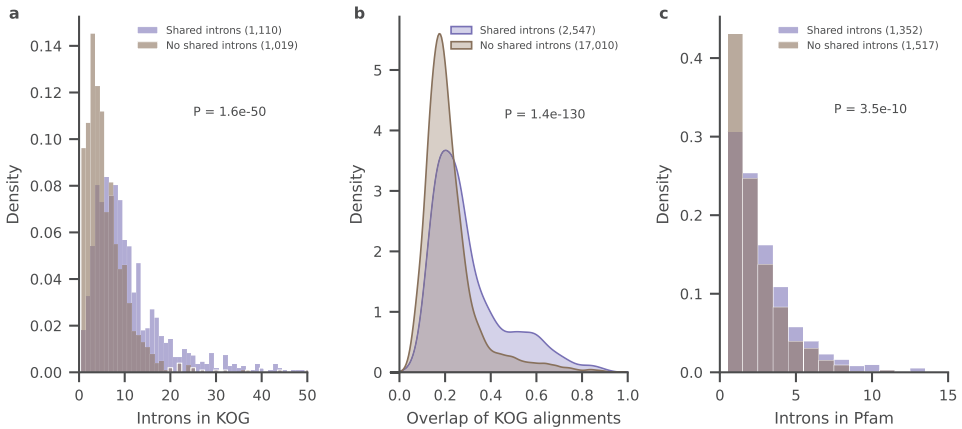 a
Shared introns (1,110)
No shared introns (1,019)
P = 1.6e-50
0.14
0.12
0.10
0.08
0.06
0.04
0.02
0.00
Density
0
10
20
30
40
50
Introns in KOG
b
Shared introns (2,547)
No shared introns (17,010)
P = 1.4e-130
5
4
3
2
1
0
Density
0.0
0.2
0.4
0.6
0.8
1.0
Overlap of KOG alignments
c
Shared introns (1,352)
No shared introns (1,517)
P = 3.5e-10
0.4
0.3
0.2
0.1
0.0
Density
0
5
10
15
Introns in Pfam